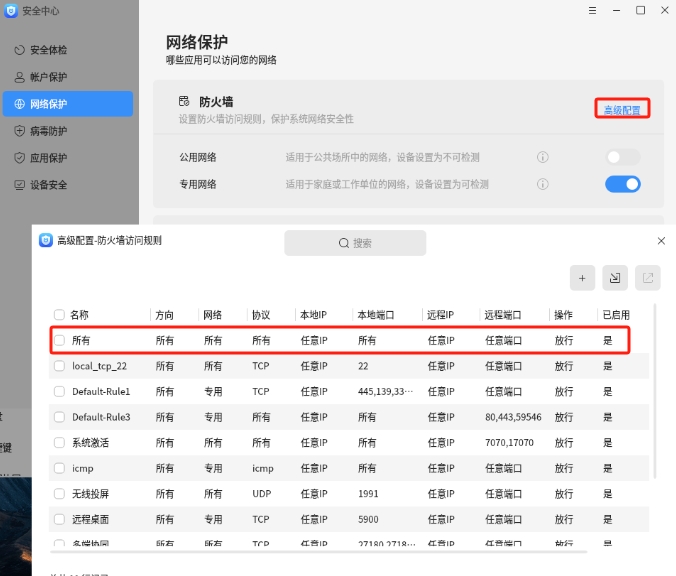 安全中心
安全体检
帐户保护
网络保护
病毒防护
应用保护
设备安全
网络保护
哪些应用可以访问您的网络
防火墙
高级配置
设置防火墙访问规则，保护系统网络安全性
公用网络 适用于公共场所中的网络，设备设置为不可检测
专用网络 适用于家庭或工作单位的网络，设备设置为可检测
高级配置-防火墙访问规则
搜索
名称 方向 网络 协议 本地IP 本地端口 远程IP 远程端口 操作 已启用
所有 所有 所有 所有 任意IP 所有 任意IP 任意端口 放行 是
local_tcp_22 所有 所有 TCP 任意IP 22 任意IP 任意端口 放行 是
Default-Rule1 所有 专用 TCP 任意IP 445,139,33··· 任意IP 任意端口 放行 是
Default-Rule3 所有 专用 所有 任意IP 所有 任意IP 80,443,59546 放行 是
系统激活 所有 所有 所有 任意IP 所有 任意IP 7070,17070 放行 是
icmp 所有 专用 icmp 任意IP 所有 任意IP 任意端口 放行 是
无线投屏 所有 所有 UDP 任意IP 1991 任意IP 任意端口 放行 是
远程桌面 所有 专用 TCP 任意IP 5900 任意IP 任意端口 放行 是
多端协同 所有 所有 TCP 任意IP 27180,2718··· 任意IP 任意端口 放行 是